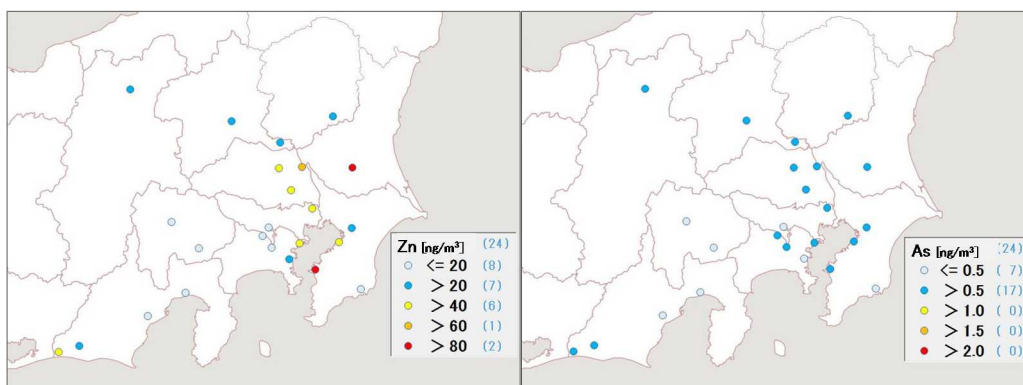 Zn [ng/m³] (24)
<= 20 (8)
> 20 (7)
> 40 (6)
> 60 (1)
> 80 (2)
As [ng/m³] (24)
<= 0.5 (7)
> 0.5 (17)
> 1.0 (0)
> 1.5 (0)
> 2.0 (0)